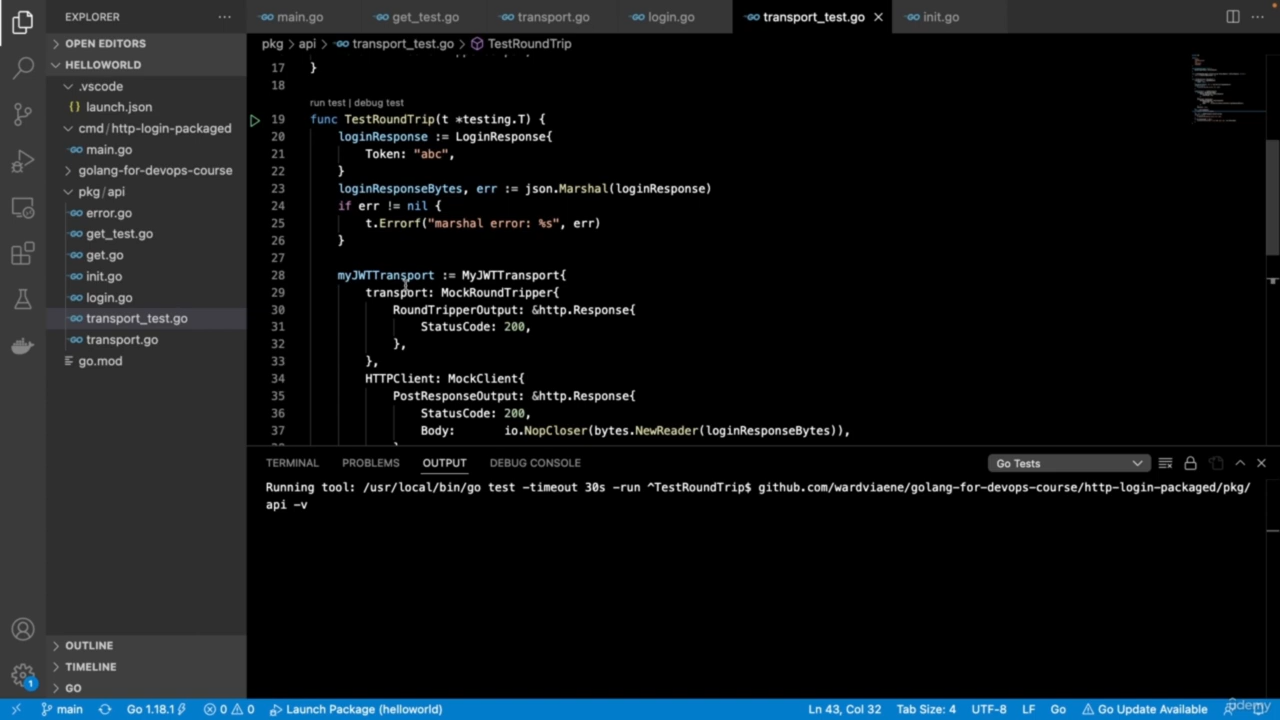 EXPLORER
main.go
get_test.go
transport.go
login.go
transport_test.go
init.go
OPEN EDITORS
HELLOWORLD
.vscode
launch.json
cmd / http-login-packaged
main.go
golang-for-devops-course
pkg / api
error.go
get_test.go
get.go
init.go
login.go
transport_test.go
transport.go
go.mod
OUTLINE
TIMELINE
GO
1
pkg > api > transport_test.go > TestRoundTrip
17 }
18
run test | debug test
19 func TestRoundTrip(t *testing.T) {
20 loginResponse := LoginResponse{
21 Token: "abc",
22 }
23 loginResponseBytes, err := json.Marshal(loginResponse)
24 if err != nil {
25 t.Errorf("marshal error: %s", err)
26 }
27
28 myJWTTransport := MyJWTTransport{
29 transport: MockRoundTripper{
30 RoundTripperOutput: &http.Response{
31 StatusCode: 200,
32 },
33 },
34 HTTPClient: MockClient{
35 PostResponseOutput: &http.Response{
36 StatusCode: 200,
37 Body: io.NopCloser(bytes.NewReader(loginResponseBytes)),
TERMINAL PROBLEMS OUTPUT DEBUG CONSOLE Go Tests
Running tool: /usr/local/bin/go test -timeout 30s -run ^TestRoundTrip$ github.com/wardviaene/golang-for-devops-course/http-login-packaged/pkg/
api -v
main Go 1.18.1 0 0 Launch Package (helloworld) Ln 43, Col 32 Tab Size: 4 UTF-8 LF Go Go Update Available
udemy